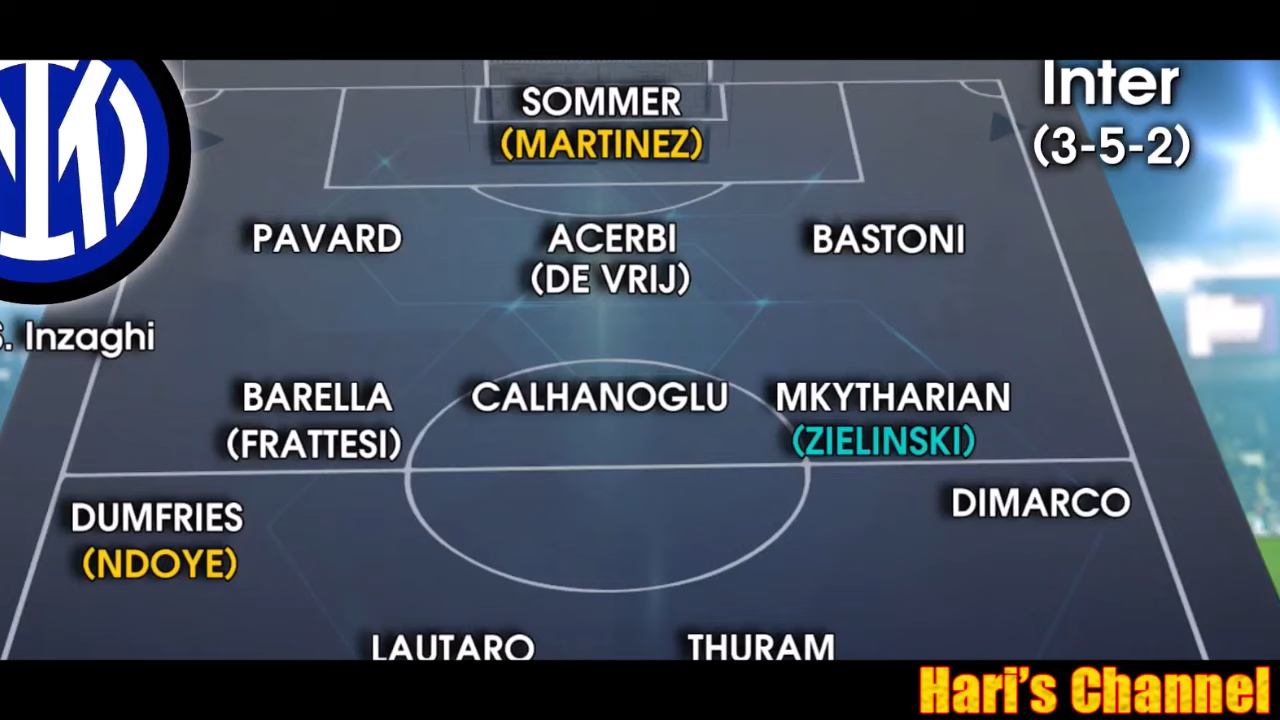 Inter
(3-5-2)
SOMMER
(MARTINEZ)
PAVARD
ACERBI
(DE VRIJ)
BASTONI
S. Inzaghi
BARELLA
(FRATTESI)
CALHANOGLU
MKYTHARIAN
(ZIELINSKI)
DUMFRIES
(NDOYE)
DIMARCO
LAUTARO
THURAM
Hari's Channel